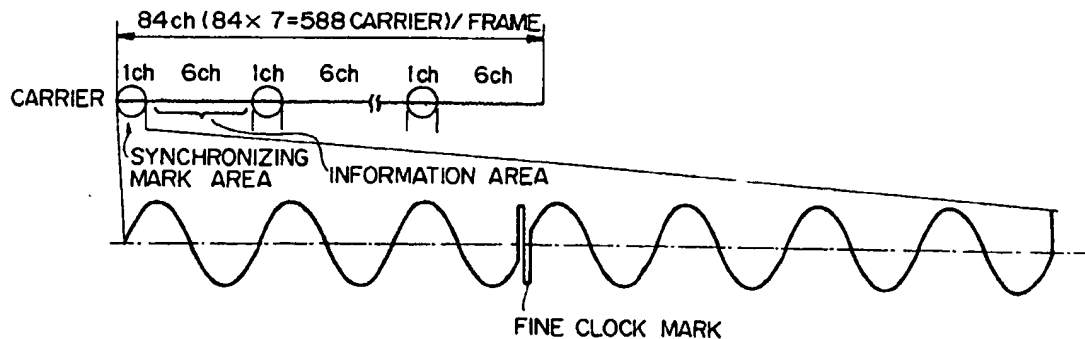 84ch (84 × 7=588 CARRIER)/ FRAME
1ch 6ch 1ch 6ch 1ch 6ch
CARRIER
SYNCHRONIZING
MARK AREA
INFORMATION AREA
FINE CLOCK MARK